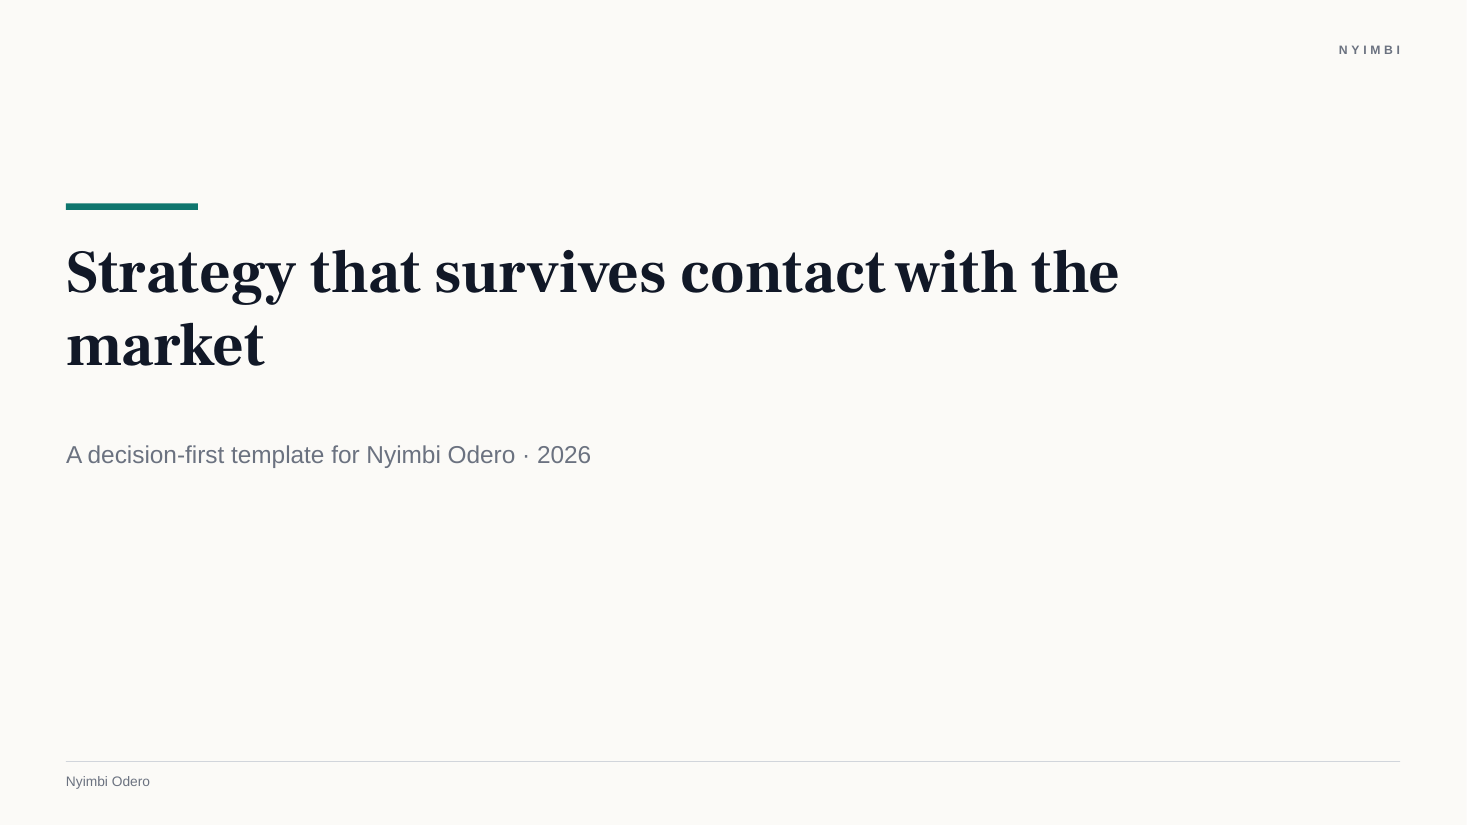 NYIMBI
Strategy that survives contact with the
market
A decision-first template for Nyimbi Odero · 2026
Nyimbi Odero